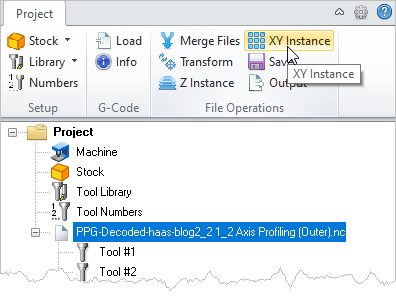 Project
Stock
Library
Numbers
Setup
Load
Info
G-Code
Merge Files
Transform
Z Instance
XY Instance
Save
Output
File Operations
XY Instance
Project
Machine
Stock
Tool Library
Tool Numbers
PPG-Decoded-haas-blog2_2 1_2 Axis Profiling (Outer).nc
Tool #1
Tool #2